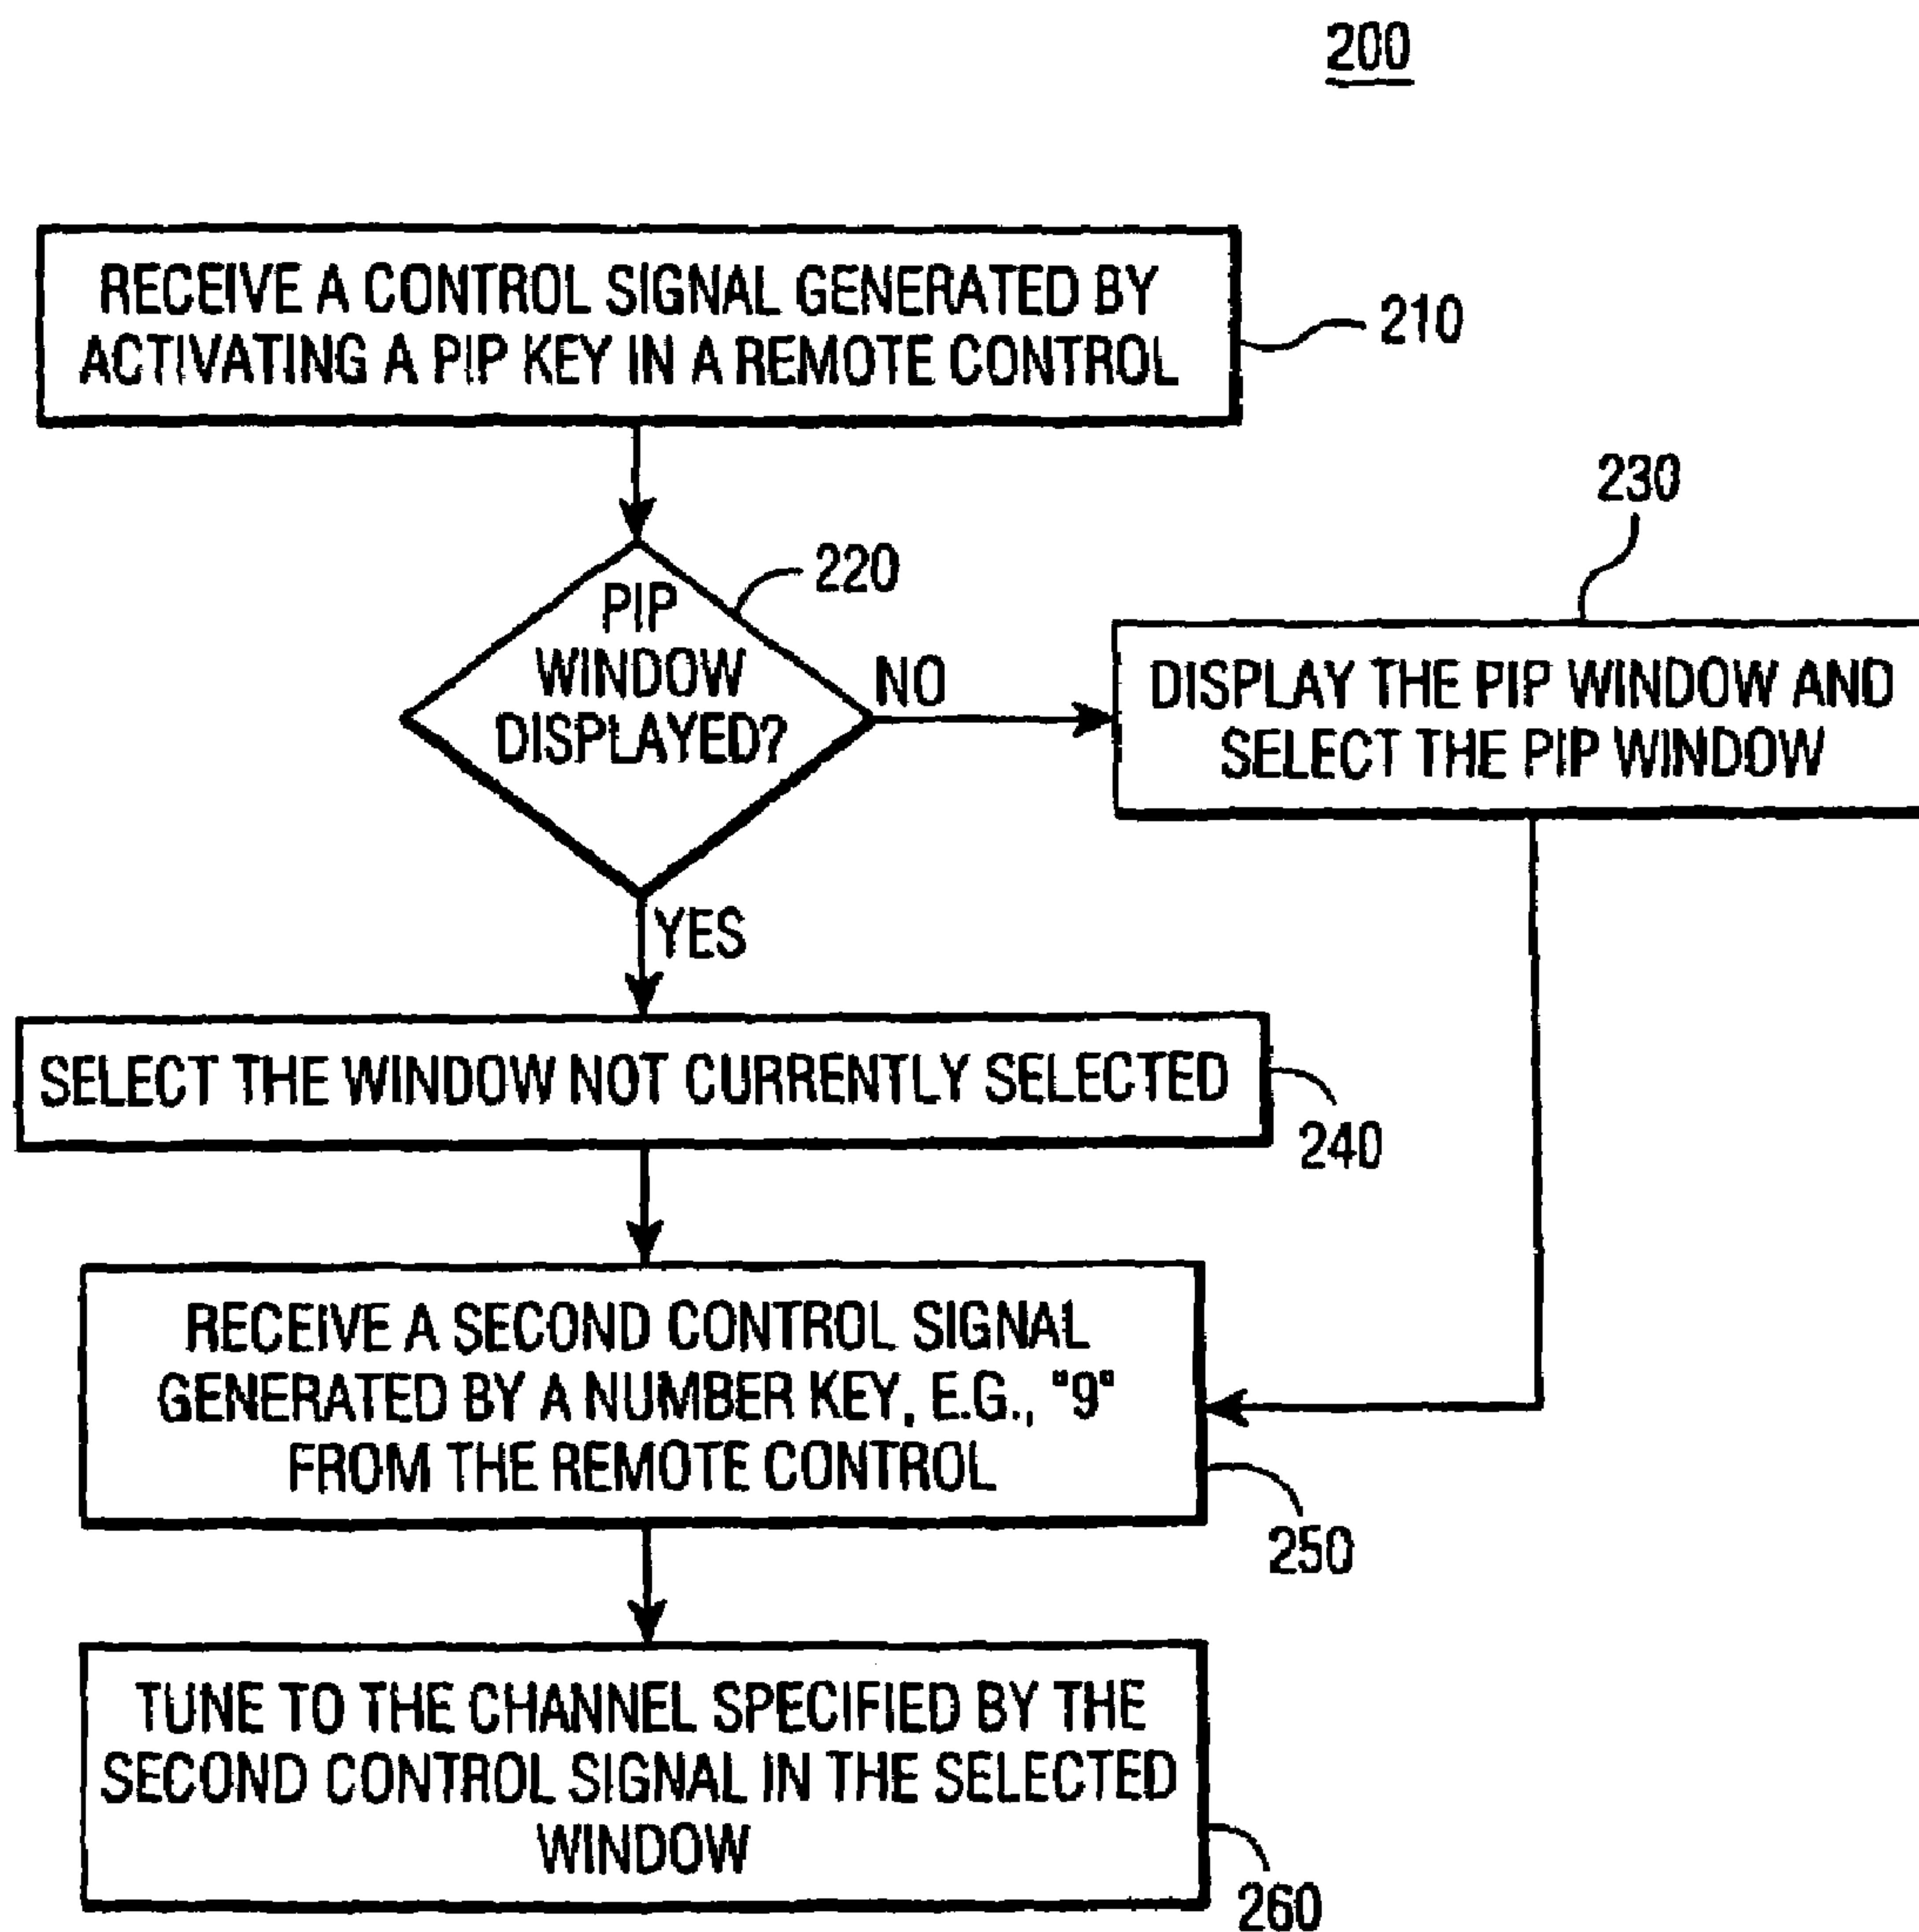 200
RECEIVE A CONTROL SIGNAL GENERATED BY
ACTIVATING A PIP KEY IN A REMOTE CONTROL
210
PIP
WINDOW
DISPLAYED?
220
NO
230
DISPLAY THE PIP WINDOW AND
SELECT THE PIP WINDOW
YES
SELECT THE WINDOW NOT CURRENTLY SELECTED
240
RECEIVE A SECOND CONTROL SIGNAL
GENERATED BY A NUMBER KEY, E.G., "9"
FROM THE REMOTE CONTROL
250
TUNE TO THE CHANNEL SPECIFIED BY THE
SECOND CONTROL SIGNAL IN THE SELECTED
WINDOW
260